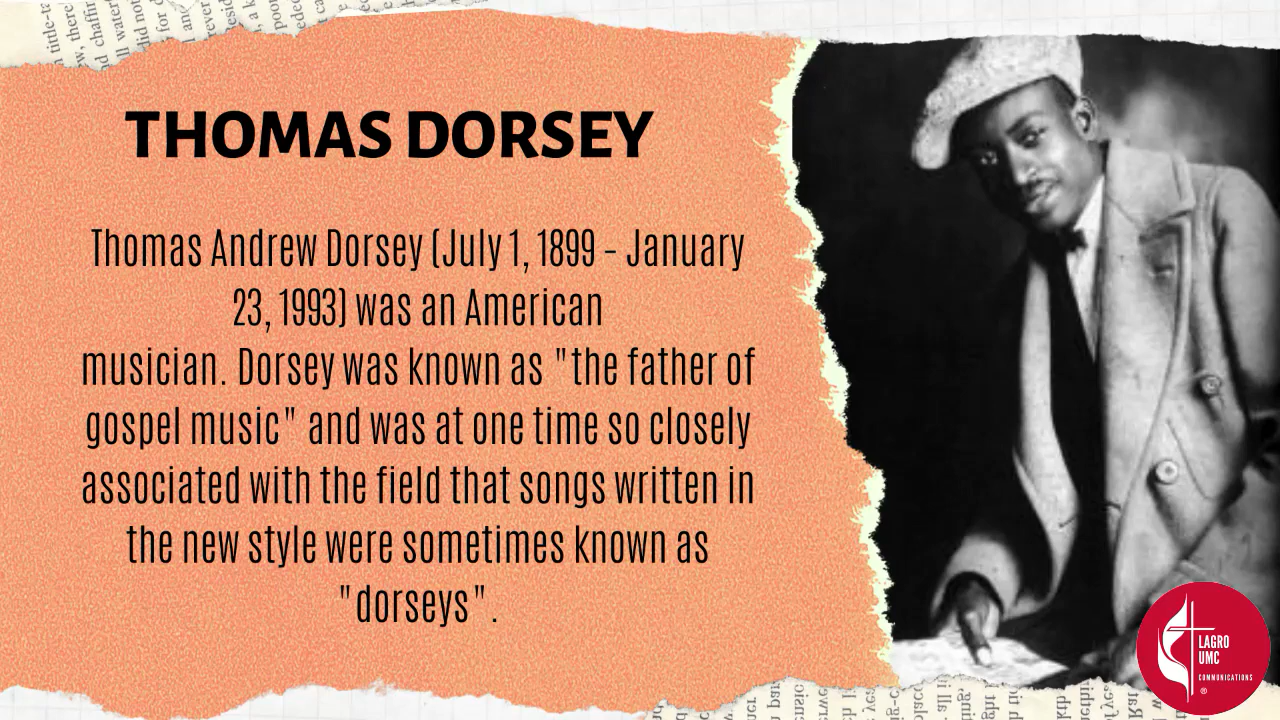 THOMAS DORSEY
Thomas Andrew Dorsey (July 1, 1899 – January
23, 1993) was an American
musician. Dorsey was known as "the father of
gospel music" and was at one time so closely
associated with the field that songs written in
the new style were sometimes known as
"dorseys".
LAGRO
UMC
COMMUNICATIONS
®